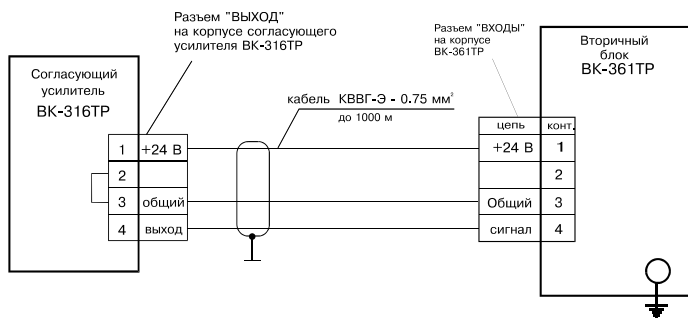 Разъем "ВЫХОД"
на корпусе согласующего
усилителя ВК-316ТР
Разъем "ВХОДЫ"
на корпусе
ВК-361ТР
Вторичный
блок
ВК-361ТР
Согласующий
усилитель
ВК-316ТР
кабель КВВГ-Э - 0.75 мм²
до 1000 м
цепь конт.
1 +24 В
+24 В 1
2
2
3 общий
Общий 3
4 выход
сигнал 4